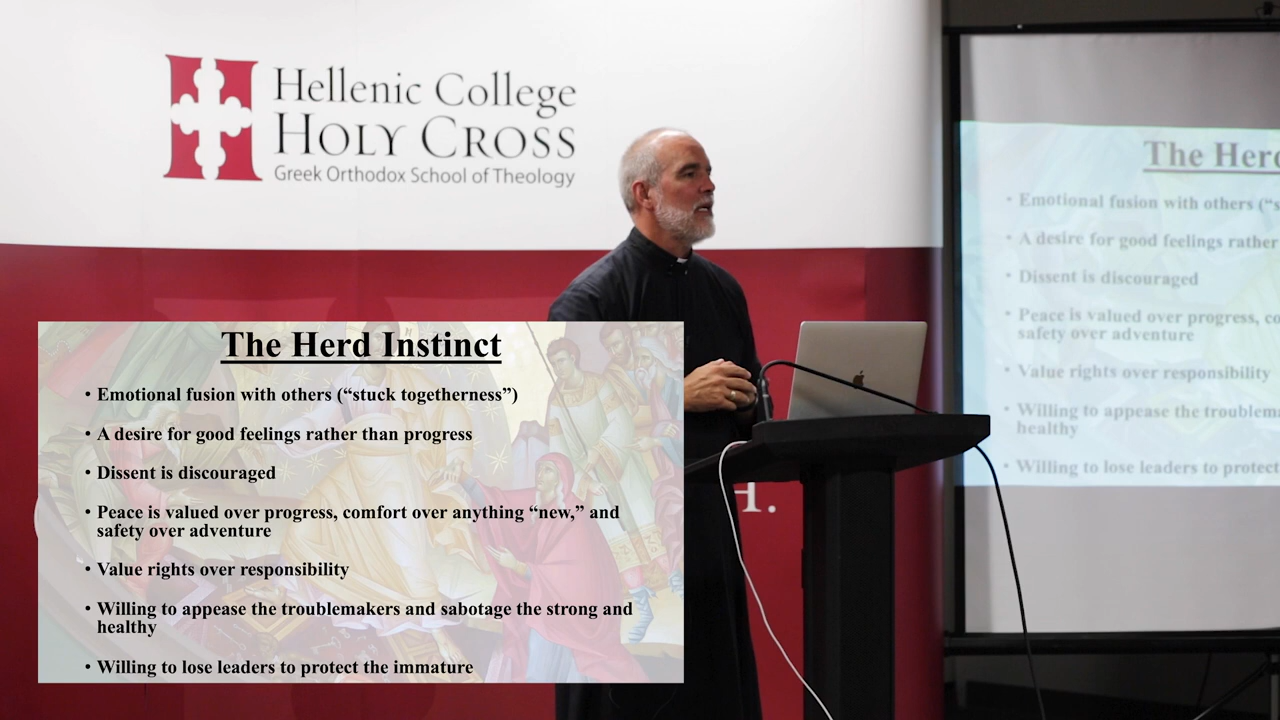 Hellenic College
HOLY CROSS
Greek Orthodox School of Theology
The Herd Instinct
• Emotional fusion with others (“stuck togetherness”)
• A desire for good feelings rather than progress
• Dissent is discouraged
• Peace is valued over progress, comfort over anything “new,” and
safety over adventure
• Value rights over responsibility
• Willing to appease the troublemakers and sabotage the strong and
healthy
• Willing to lose leaders to protect the immature
H.
The Herd
• Emotional fusion with others (“s
• A desire for good feelings rather
• Dissent is discouraged
• Peace is valued over progress, co
safety over adventure
• Value rights over responsibility
• Willing to appease the troublem
healthy
• Willing to lose leaders to protect